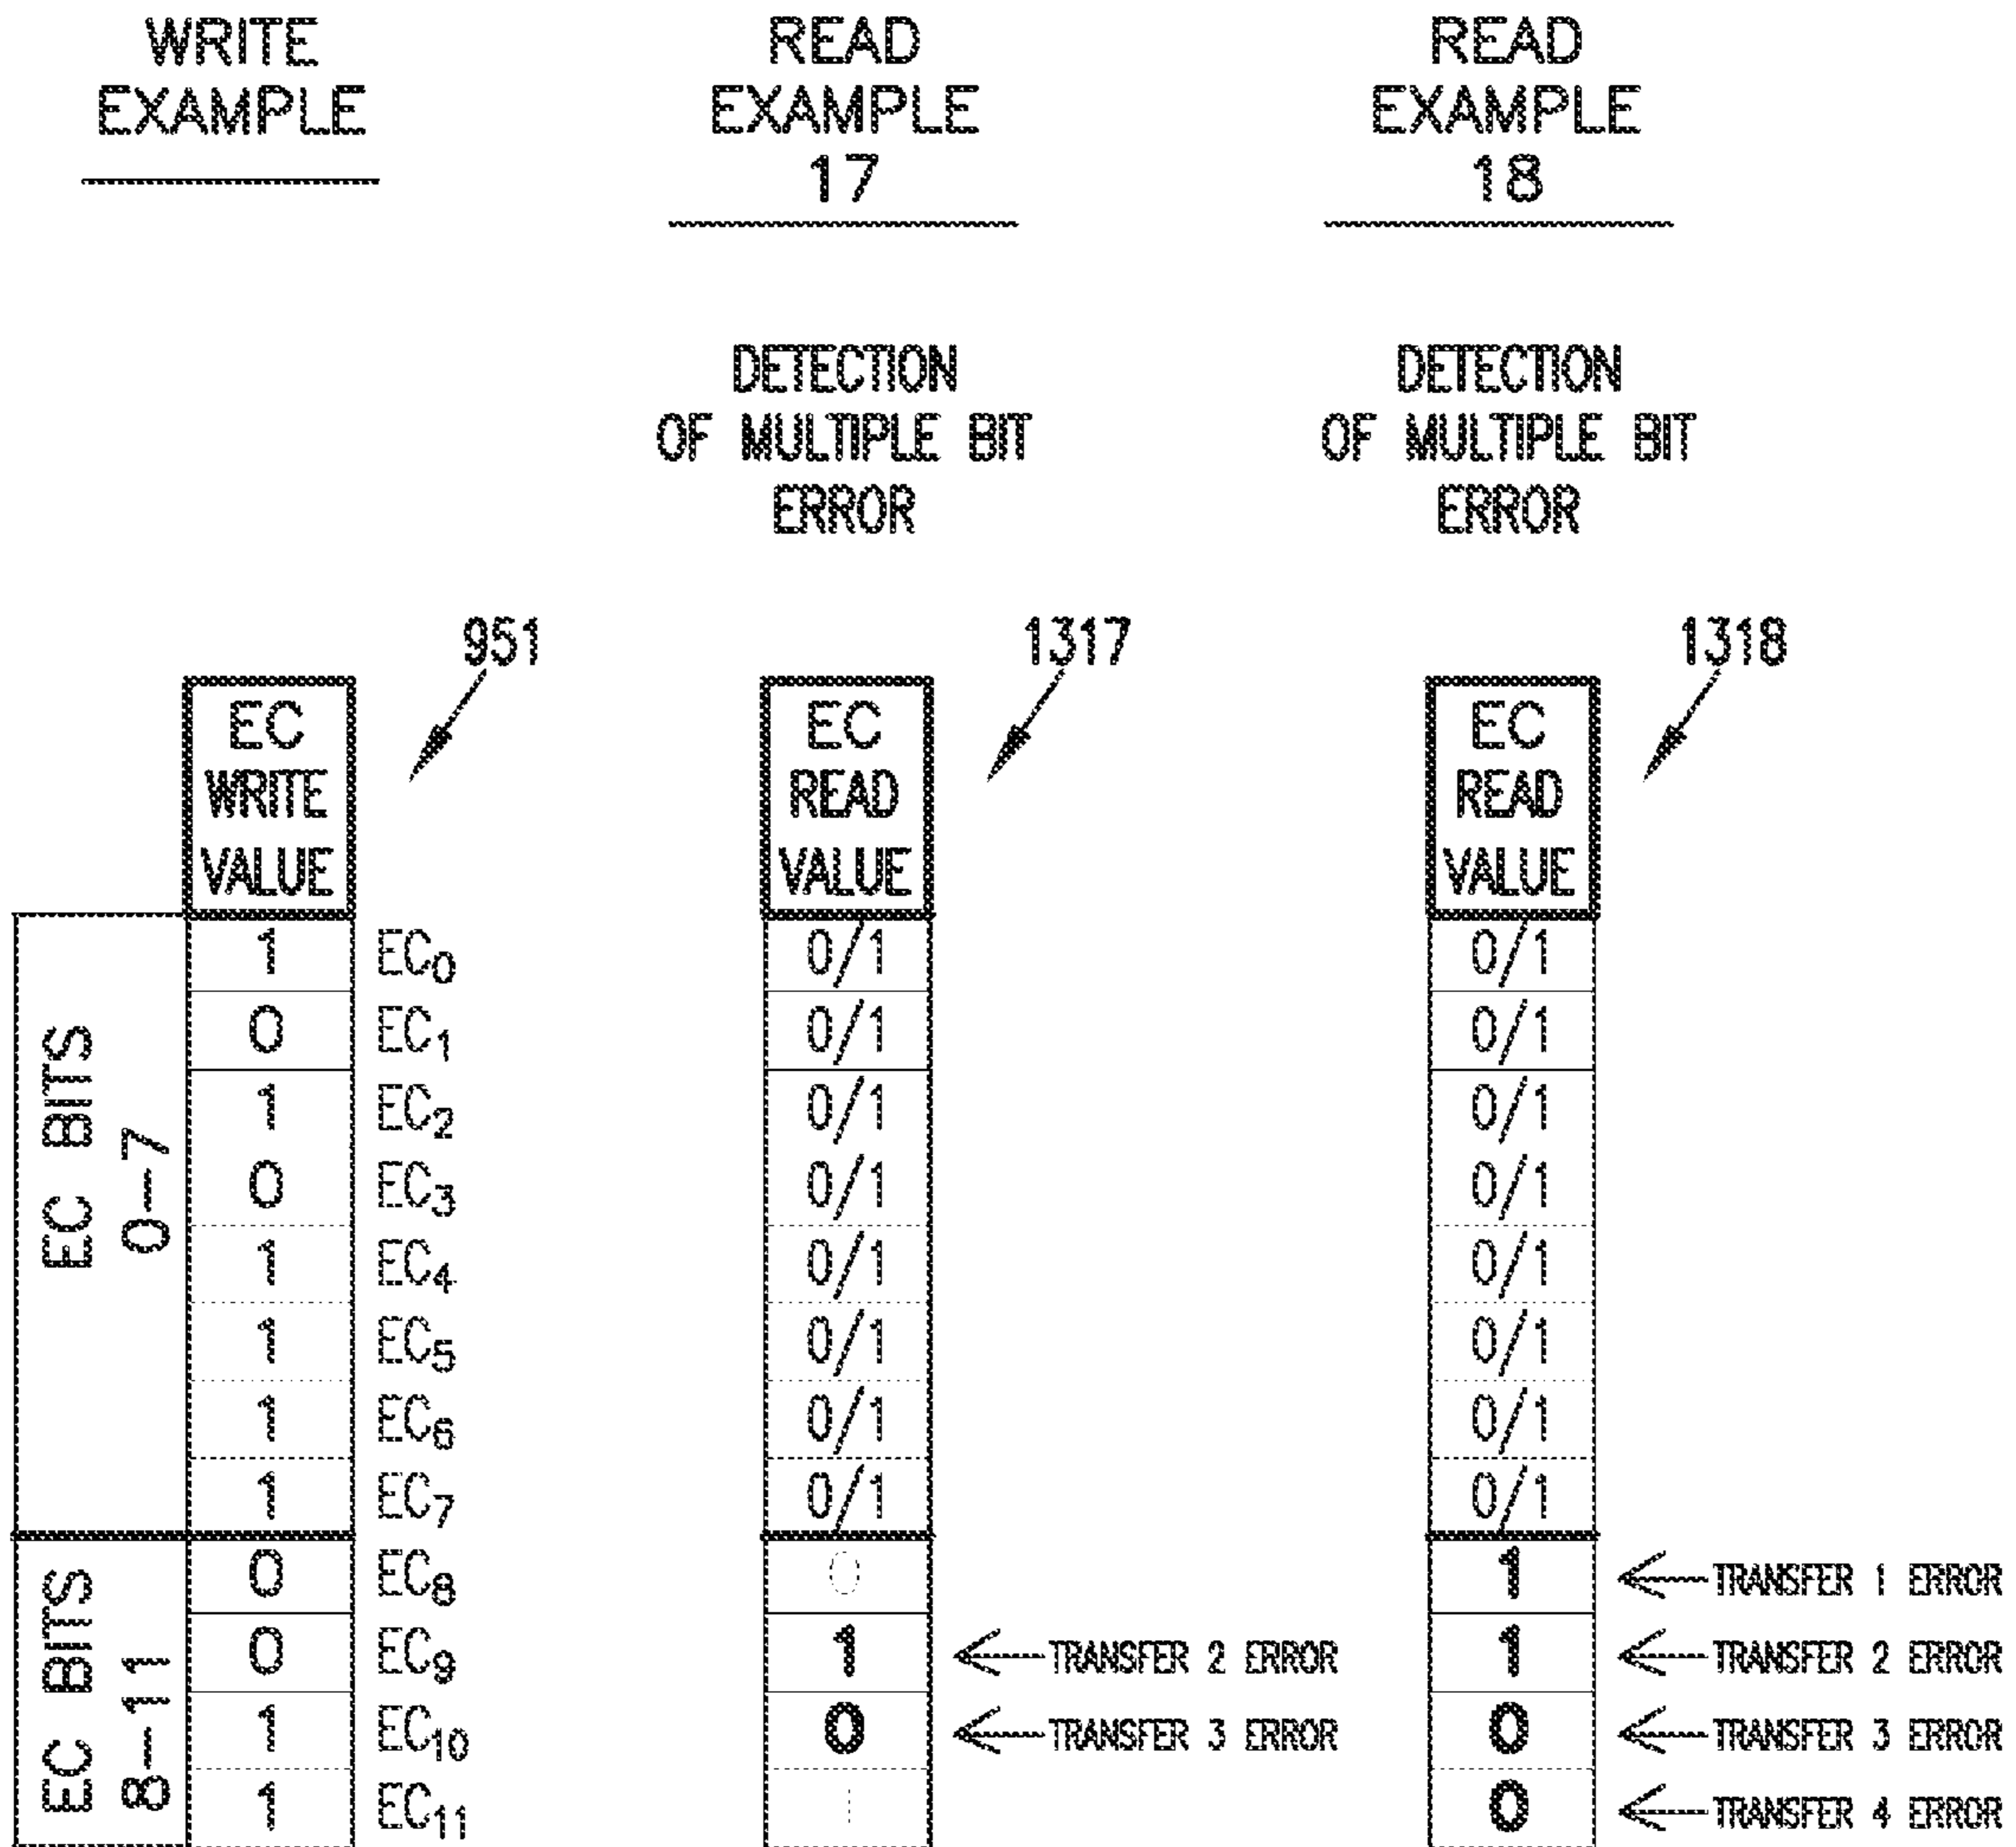 WRITE READ READ
EXAMPLE EXAMPLE EXAMPLE
17 18
DETECTION DETECTION
OF MULTIPLE BIT OF MULTIPLE BIT
ERROR ERROR
951 1317 1318
EC EC EC
WRITE READ READ
VALUE VALUE VALUE
EC BITS
0-7
1 EC0 0/1 0/1
0 EC1 0/1 0/1
1 EC2 0/1 0/1
0 EC3 0/1 0/1
1 EC4 0/1 0/1
1 EC5 0/1 0/1
1 EC6 0/1 0/1
1 EC7 0/1 0/1
EC BITS
8-11
0 EC8 0 1 TRANSFER 1 ERROR
0 EC9 1 TRANSFER 2 ERROR 1 TRANSFER 2 ERROR
1 EC10 0 TRANSFER 3 ERROR 0 TRANSFER 3 ERROR
1 EC11 1 0 TRANSFER 4 ERROR